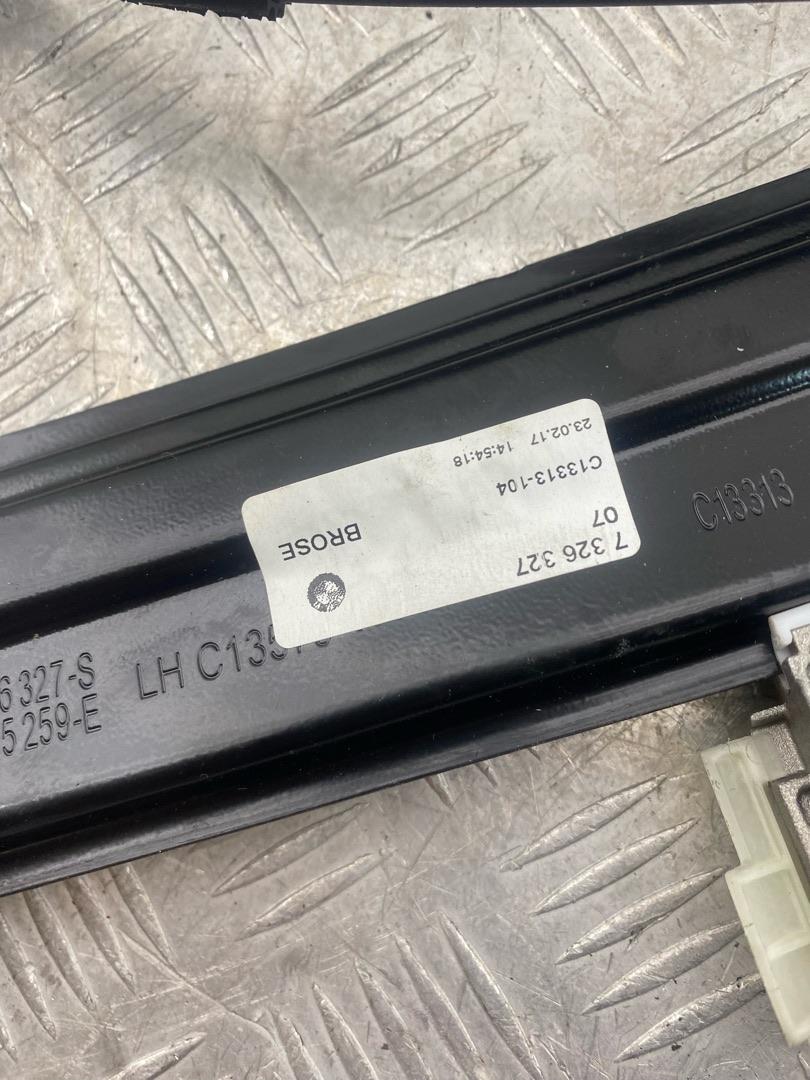 7 326 327
07
C13313-104
23.02.17 14:54:18
BROSE
C13313
6 327-S
5 259-E
LH C135